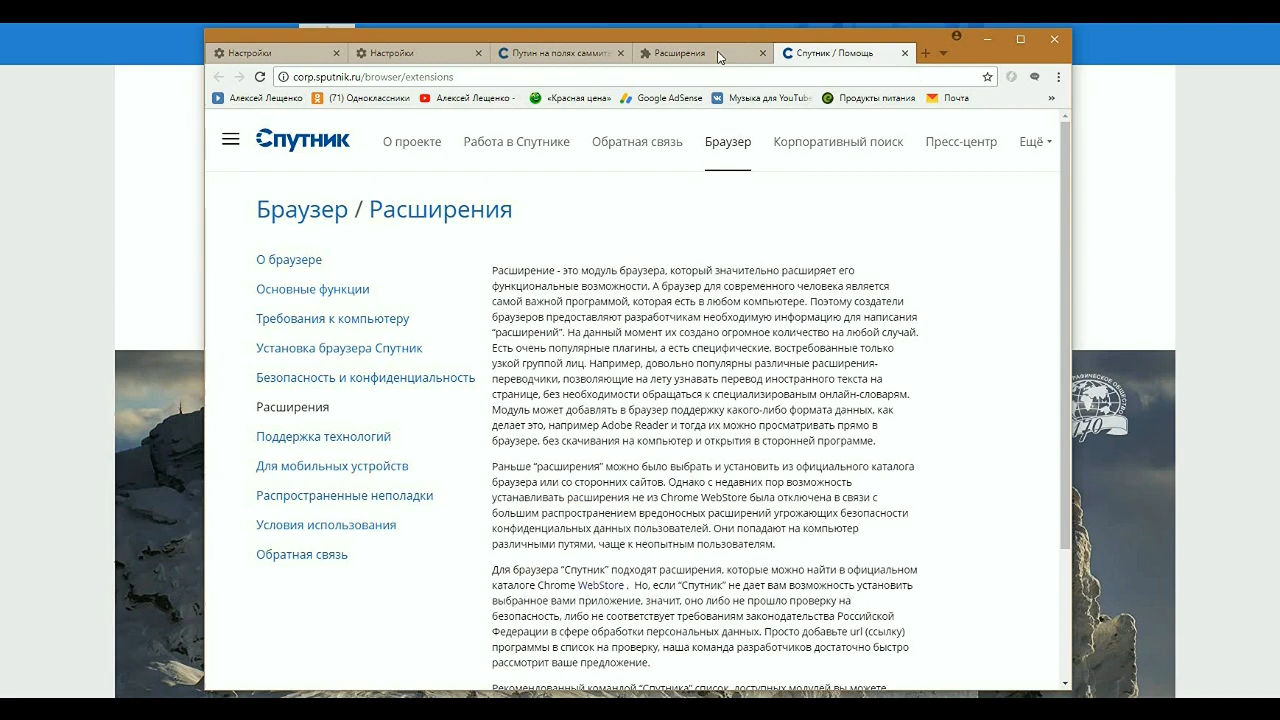 Настройки
Настройки
Путин на полях саммит
Расширения
Спутник / Помощь
corp.sputnik.ru/browser/extensions
Алексей Лещенко
(71) Одноклассники
Алексей Лещенко -
«Красная цена»
Google AdSense
Музыка для YouTube
Продукты питания
Почта
»
Спутник
О проекте
Работа в Спутнике
Обратная связь
Браузер
Корпоративный поиск
Пресс-центр
Ещё
Браузер / Расширения
О браузере
Основные функции
Требования к компьютеру
Установка браузера Спутник
Безопасность и конфиденциальность
Расширения
Поддержка технологий
Для мобильных устройств
Распространенные неполадки
Условия использования
Обратная связь
Расширение - это модуль браузера, который значительно расширяет его
функциональные возможности. А браузер для современного человека является
самой важной программой, которая есть в любом компьютере. Поэтому создатели
браузеров предоставляют разработчикам необходимую информацию для написания
“расширений”. На данный момент их создано огромное количество на любой случай.
Есть очень популярные плагины, а есть специфические, востребованные только
узкой группой лиц. Например, довольно популярны различные расширения-
переводчики, позволяющие на лету узнавать перевод иностранного текста на
странице, без необходимости обращаться к специализированым онлайн-словарям.
Модуль может добавлять в браузер поддержку какого-либо формата данных, как
делает это, например Adobe Reader и тогда их можно просматривать прямо в
браузере, без скачивания на компьютер и открытия в сторонней программе.
Раньше “расширения” можно было выбрать и установить из официального каталога
браузера или со сторонних сайтов. Однако с недавних пор возможность
устанавливать расширения не из Chrome WebStore была отключена в связи с
большим распространением вредоносных расширений угрожающих безопасности
конфиденциальных данных пользователей. Они попадают на компьютер
различными путями, чаще к неопытным пользователям.
Для браузера “Спутник” подходят расширения, которые можно найти в официальном
каталоге Chrome WebStore . Но, если “Спутник” не дает вам возможность установить
выбранное вами приложение, значит, оно либо не прошло проверку на
безопасность, либо не соответствует требованиям законодательства Российской
Федерации в сфере обработки персональных данных. Просто добавьте url (ссылку)
программы в список на проверку, наша команда разработчиков достаточно быстро
рассмотрит ваше предложение.
Рекомендованный командой “Спутника” список, доступных модулей вы можете
ГРАФИЧЕСКОЕ ОБЩЕСТВО
170